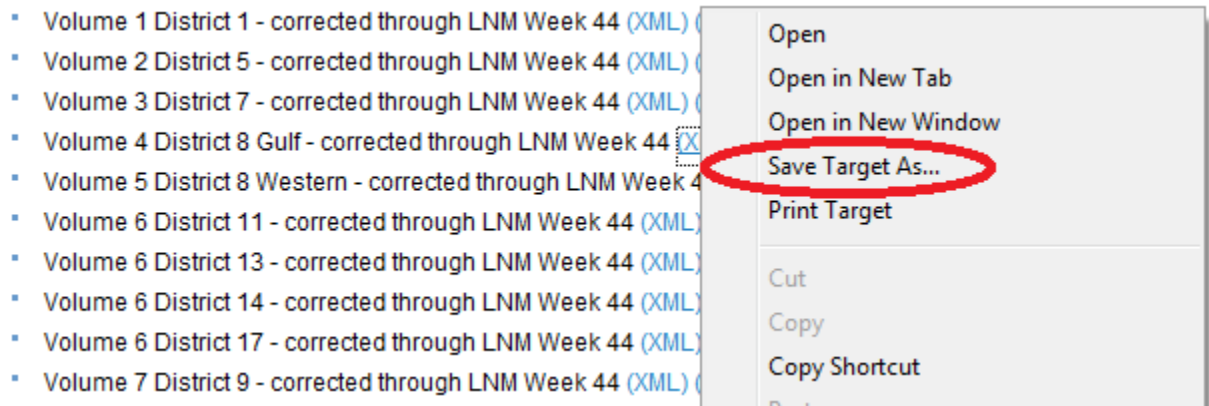 Volume 1 District 1 - corrected through LNM Week 44 (XML) (
Volume 2 District 5 - corrected through LNM Week 44 (XML) (
Volume 3 District 7 - corrected through LNM Week 44 (XML) (
Volume 4 District 8 Gulf - corrected through LNM Week 44 (X
Volume 5 District 8 Western - corrected through LNM Week 4
Volume 6 District 11 - corrected through LNM Week 44 (XML)
Volume 6 District 13 - corrected through LNM Week 44 (XML)
Volume 6 District 14 - corrected through LNM Week 44 (XML)
Volume 6 District 17 - corrected through LNM Week 44 (XML)
Volume 7 District 9 - corrected through LNM Week 44 (XML) (
Open
Open in New Tab
Open in New Window
Save Target As...
Print Target
Cut
Copy
Copy Shortcut